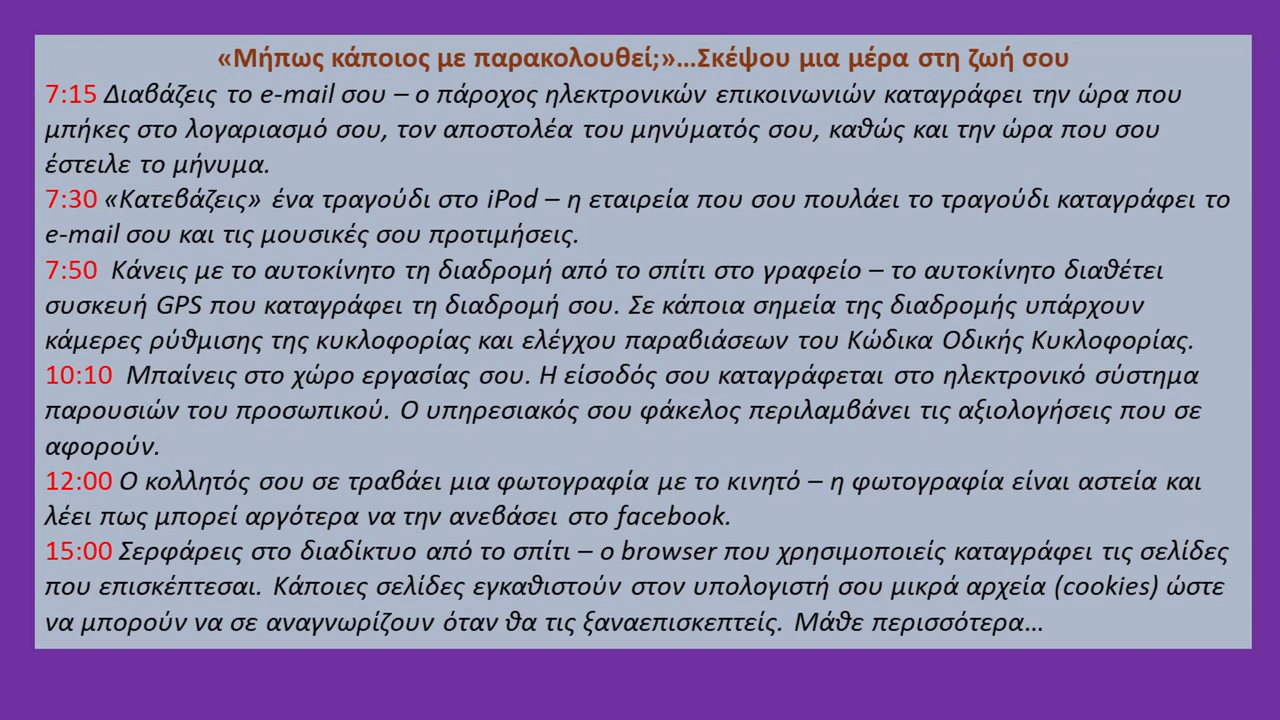 «Μήπως κάποιος με παρακολουθεί;»...Σκέψου μια μέρα στη ζωή σου
7:15 Διαβάζεις το e-mail σου – ο πάροχος ηλεκτρονικών επικοινωνιών καταγράφει την ώρα που
μπήκες στο λογαριασμό σου, τον αποστολέα του μηνύματός σου, καθώς και την ώρα που σου
έστειλε το μήνυμα.
7:30 «Κατεβάζεις» ένα τραγούδι στο iPod – η εταιρεία που σου πουλάει το τραγούδι καταγράφει το
e-mail σου και τις μουσικές σου προτιμήσεις.
7:50 Κάνεις με το αυτοκίνητο τη διαδρομή από το σπίτι στο γραφείο – το αυτοκίνητο διαθέτει
συσκευή GPS που καταγράφει τη διαδρομή σου. Σε κάποια σημεία της διαδρομής υπάρχουν
κάμερες ρύθμισης της κυκλοφορίας και ελέγχου παραβιάσεων του Κώδικα Οδικής Κυκλοφορίας.
10:10 Μπαίνεις στο χώρο εργασίας σου. Η είσοδός σου καταγράφεται στο ηλεκτρονικό σύστημα
παρουσιών του προσωπικού. Ο υπηρεσιακός σου φάκελος περιλαμβάνει τις αξιολογήσεις που σε
αφορούν.
12:00 Ο κολλητός σου σε τραβάει μια φωτογραφία με το κινητό – η φωτογραφία είναι αστεία και
λέει πως μπορεί αργότερα να την ανεβάσει στο facebook.
15:00 Σερφάρεις στο διαδίκτυο από το σπίτι – ο browser που χρησιμοποιείς καταγράφει τις σελίδες
που επισκέπτεσαι. Κάποιες σελίδες εγκαθιστούν στον υπολογιστή σου μικρά αρχεία (cookies) ώστε
να μπορούν να σε αναγνωρίζουν όταν θα τις ξαναεπισκεπτείς. Μάθε περισσότερα...